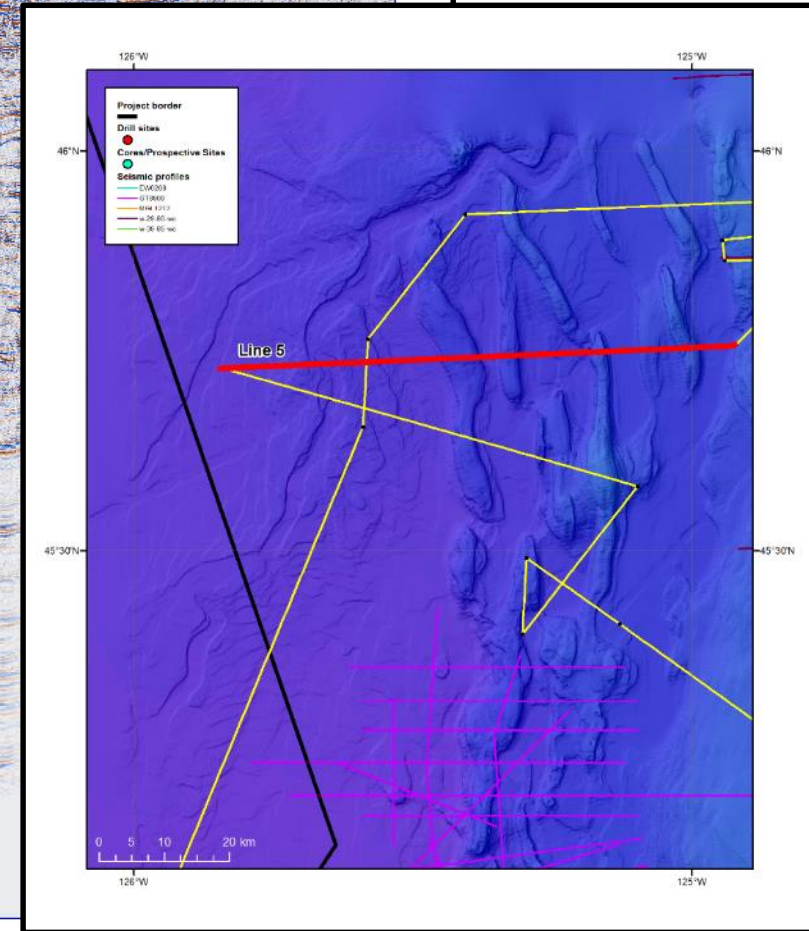 126°W 125°W
Project border
Drill sites
Cores/Prospective Sites
Seismic profiles
46°N 46°N
Line 5
45°30'N 45°30'N
0 5 10 20 km
126°W 125°W